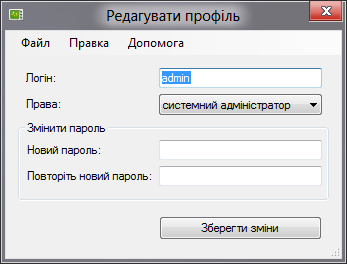 Редагувати профіль
Файл Правка Допомога
Логін: admin
Права: системний адміністратор
Змінити пароль
Новий пароль:
Повторіть новий пароль:
Зберегти зміни